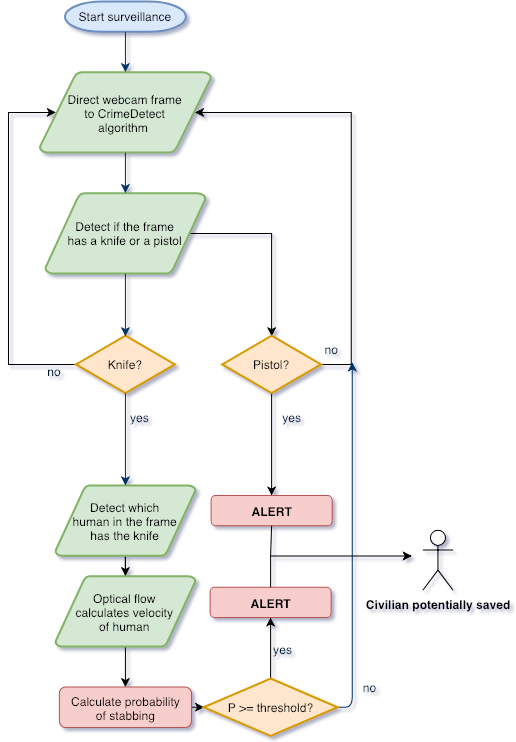 Start surveillance
Direct webcam frame
to CrimeDetect
algorithm
Detect if the frame
has a knife or a pistol
Knife?
no
yes
Pistol?
no
yes
Detect which
human in the frame
has the knife
ALERT
Optical flow
calculates velocity
of human
ALERT
Civilian potentially saved
yes
Calculate probability
of stabbing
P >= threshold?
no